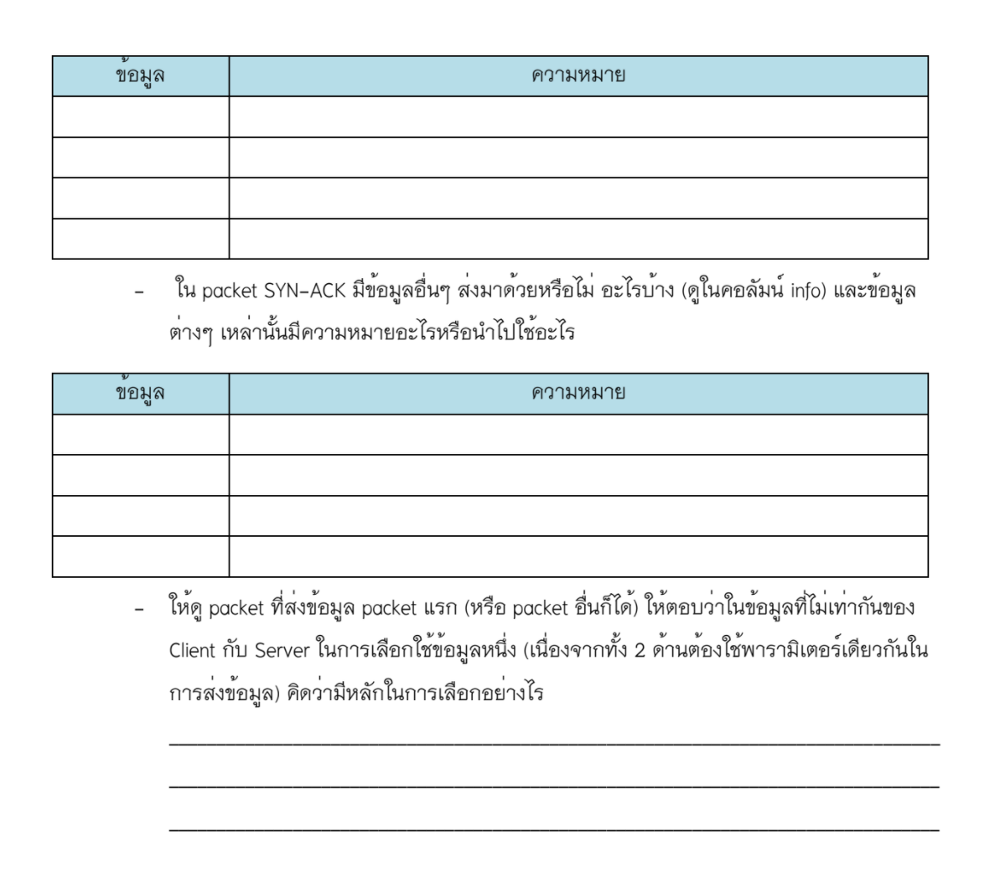 ข้อมูล ความหมาย
– ใน packet SYN–ACK มีข้อมูลอื่นๆ ส่งมาด้วยหรือไม่ อะไรบ้าง (ดูในคอลัมน์ info) และข้อมูล
ต่างๆ เหล่านั้นมีความหมายอะไรหรือนำไปใช้อะไร
ข้อมูล ความหมาย
– ให้ดู packet ที่ส่งข้อมูล packet แรก (หรือ packet อื่นก็ได้) ให้ตอบว่าในข้อมูลที่ไม่เท่ากันของ
Client กับ Server ในการเลือกใช้ข้อมูลหนึ่ง (เนื่องจากทั้ง 2 ด้านต้องใช้พารามิเตอร์เดียวกันใน
การส่งข้อมูล) คิดว่ามีหลักในการเลือกอย่างไร